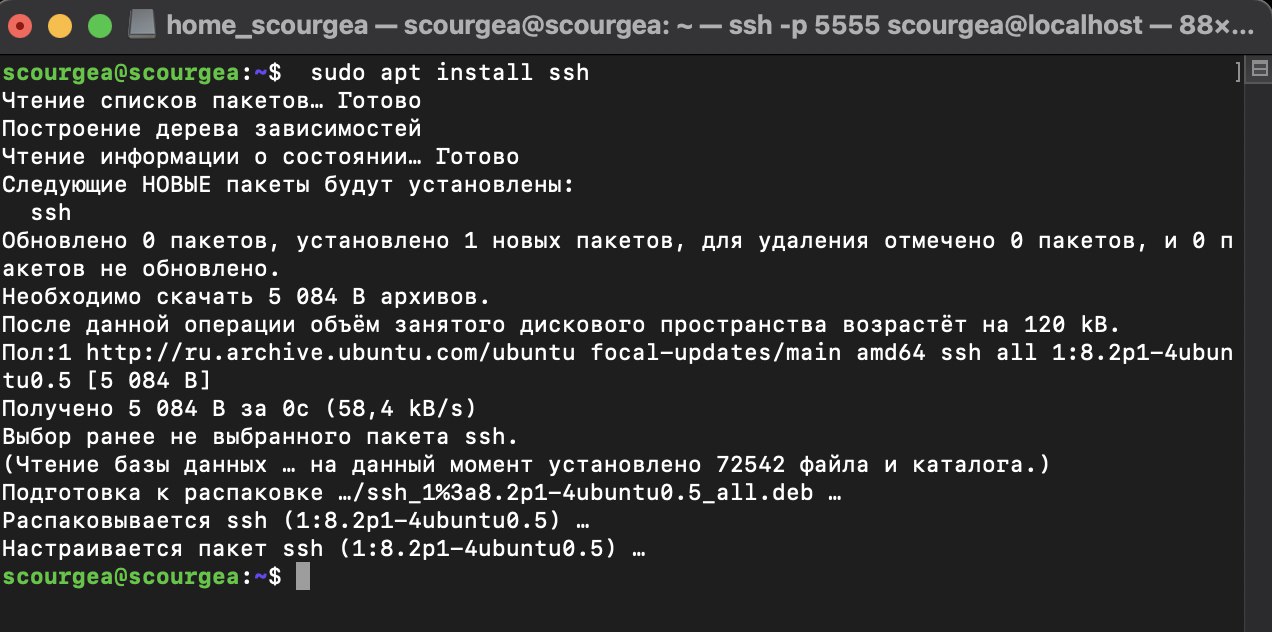 home_scourgea — scourgea@scourgea: ~ — ssh -p 5555 scourgea@localhost — 88×...
scourgea@scourgea:~$  sudo apt install ssh ]
Чтение списков пакетов… Готово
Построение дерева зависимостей
Чтение информации о состоянии… Готово
Следующие НОВЫЕ пакеты будут установлены:
  ssh
Обновлено 0 пакетов, установлено 1 новых пакетов, для удаления отмечено 0 пакетов, и 0 п
акетов не обновлено.
Необходимо скачать 5 084 B архивов.
После данной операции объём занятого дискового пространства возрастёт на 120 kB.
Пол:1 http://ru.archive.ubuntu.com/ubuntu focal-updates/main amd64 ssh all 1:8.2p1-4ubun
tu0.5 [5 084 B]
Получено 5 084 B за 0с (58,4 kB/s)
Выбор ранее не выбранного пакета ssh.
(Чтение базы данных … на данный момент установлено 72542 файла и каталога.)
Подготовка к распаковке …/ssh_1%3a8.2p1-4ubuntu0.5_all.deb …
Распаковывается ssh (1:8.2p1-4ubuntu0.5) …
Настраивается пакет ssh (1:8.2p1-4ubuntu0.5) …
scourgea@scourgea:~$